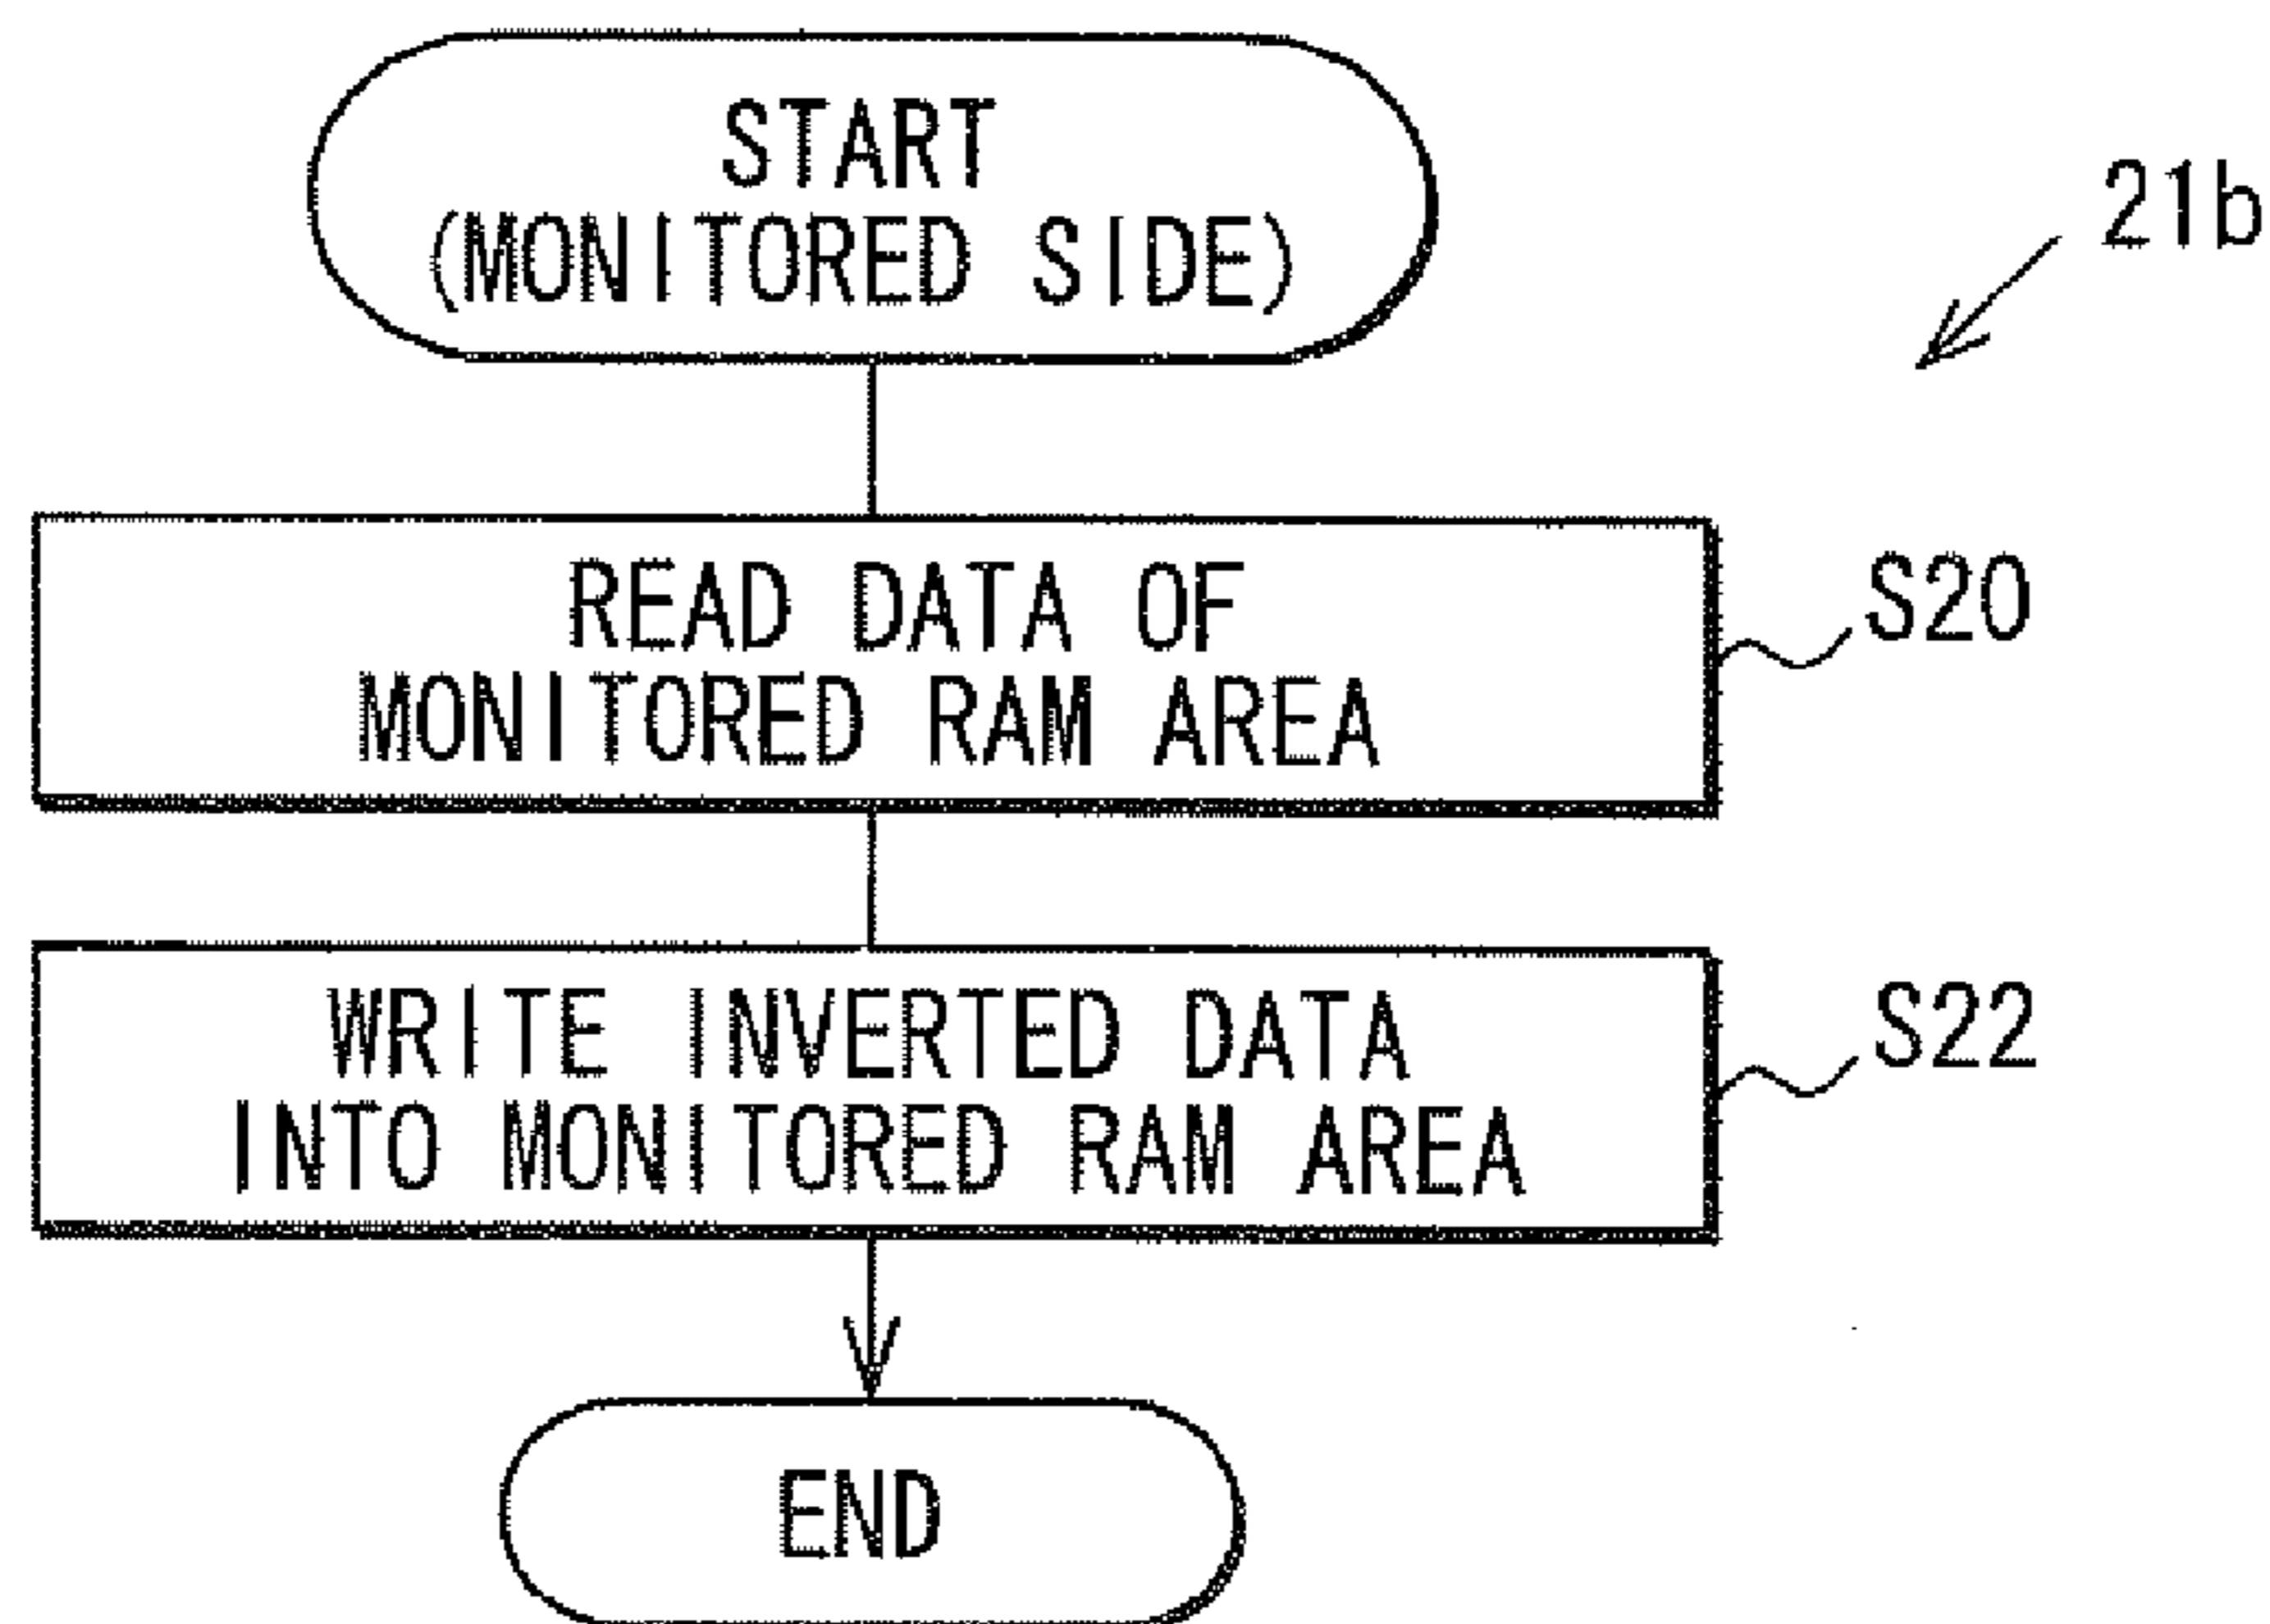 START
(MONITORED SIDE)
21b
READ DATA OF
MONITORED RAM AREA
S20
WRITE INVERTED DATA
INTO MONITORED RAM AREA
S22
END